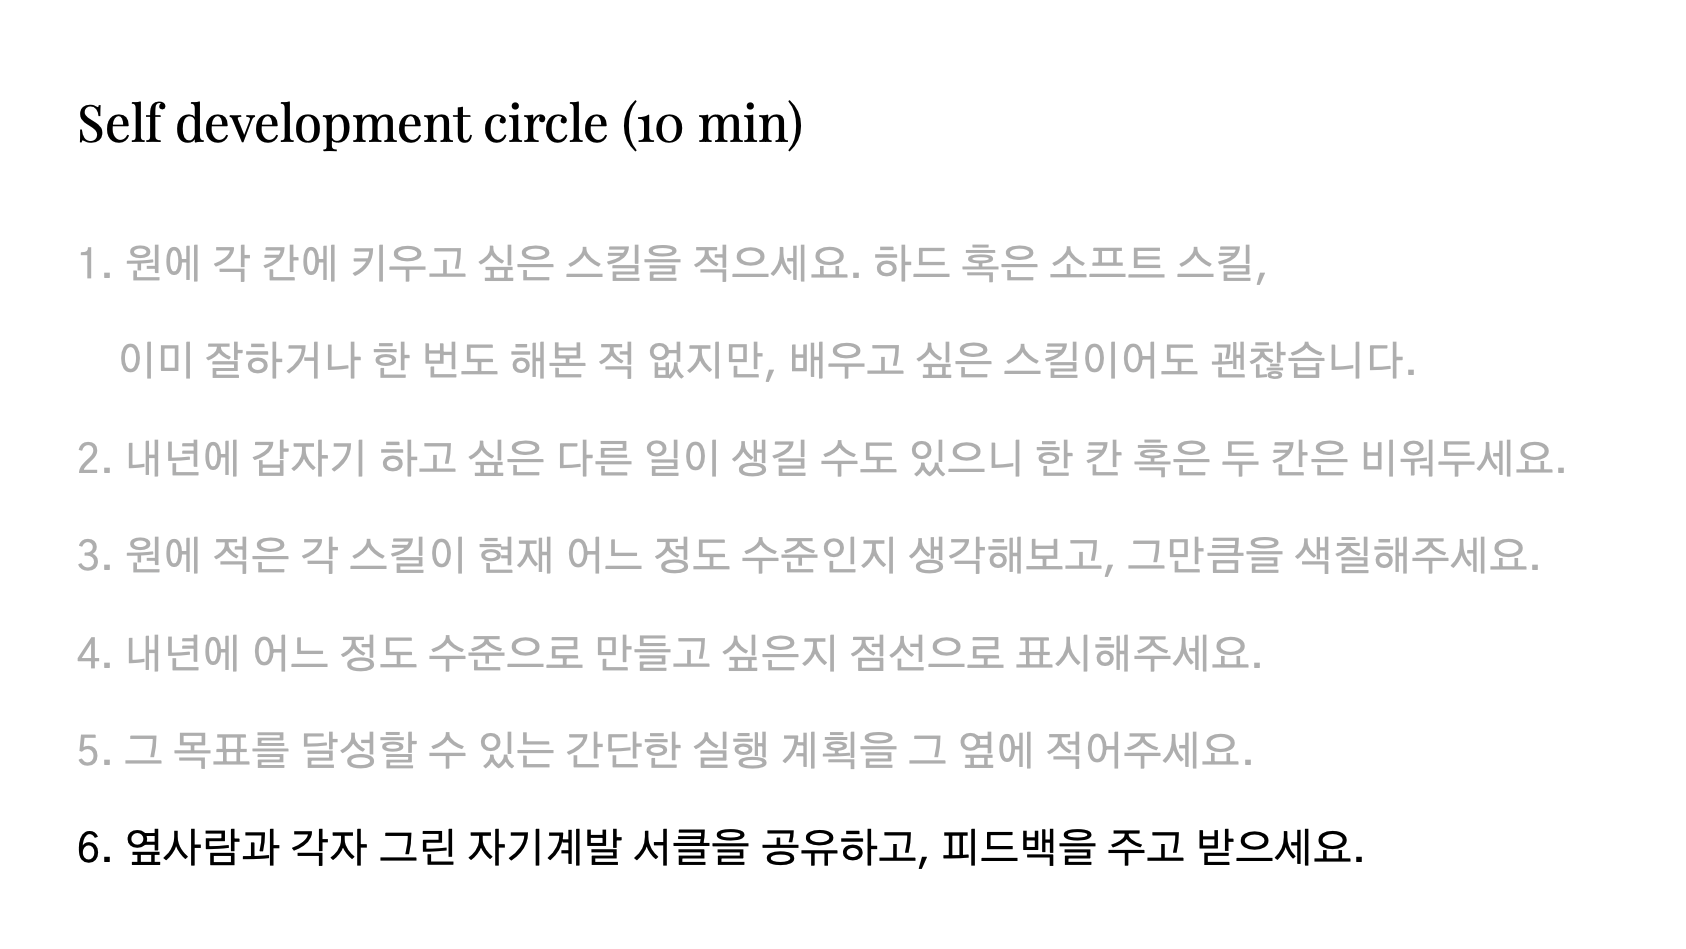 Self development circle (10 min)
1. 원에 각 칸에 키우고 싶은 스킬을 적으세요. 하드 혹은 소프트 스킬,
이미 잘하거나 한 번도 해본 적 없지만, 배우고 싶은 스킬이어도 괜찮습니다.
2. 내년에 갑자기 하고 싶은 다른 일이 생길 수도 있으니 한 칸 혹은 두 칸은 비워두세요.
3. 원에 적은 각 스킬이 현재 어느 정도 수준인지 생각해보고, 그만큼을 색칠해주세요.
4. 내년에 어느 정도 수준으로 만들고 싶은지 점선으로 표시해주세요.
5. 그 목표를 달성할 수 있는 간단한 실행 계획을 그 옆에 적어주세요.
6. 옆사람과 각자 그린 자기계발 서클을 공유하고, 피드백을 주고 받으세요.